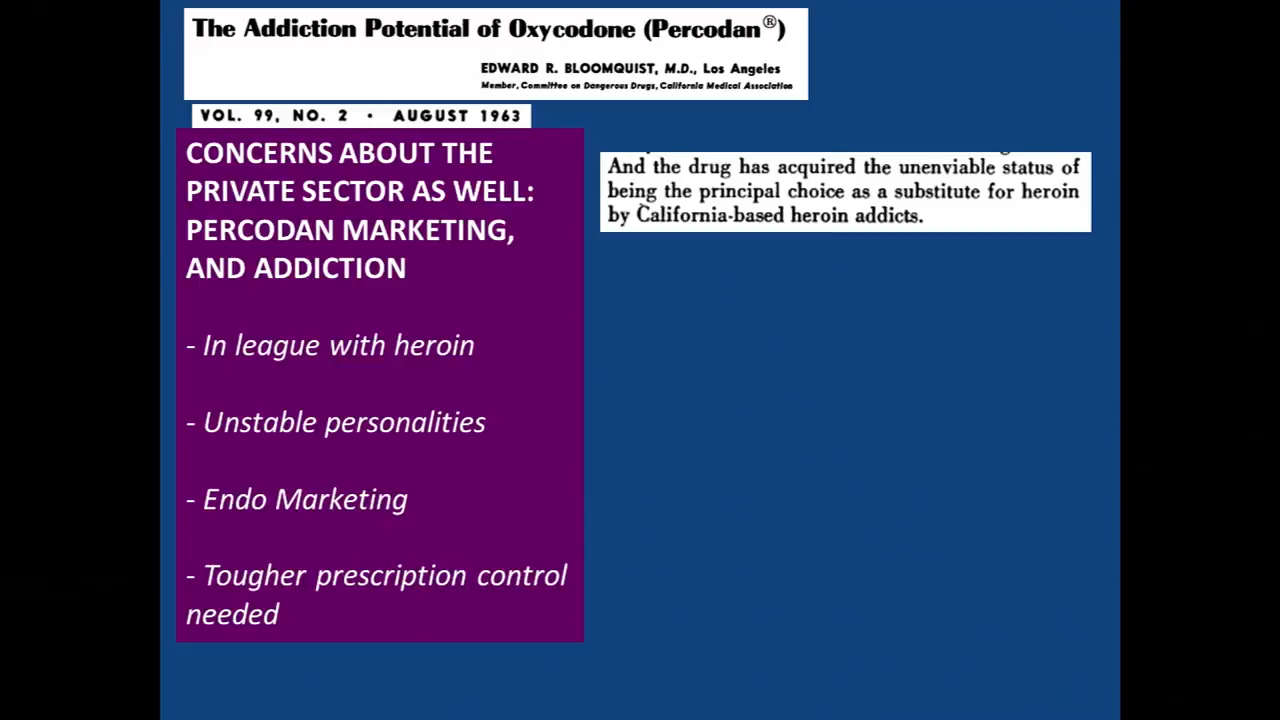 The Addiction Potential of Oxycodone (Percodan®)
EDWARD R. BLOOMQUIST, M.D., Los Angeles
Member, Committee on Dangerous Drugs, California Medical Association
VOL. 99, NO. 2 • AUGUST 1963
CONCERNS ABOUT THE
PRIVATE SECTOR AS WELL:
PERCODAN MARKETING,
AND ADDICTION
- In league with heroin
- Unstable personalities
- Endo Marketing
- Tougher prescription control
needed
And the drug has acquired the unenviable status of
being the principal choice as a substitute for heroin
by California-based heroin addicts.